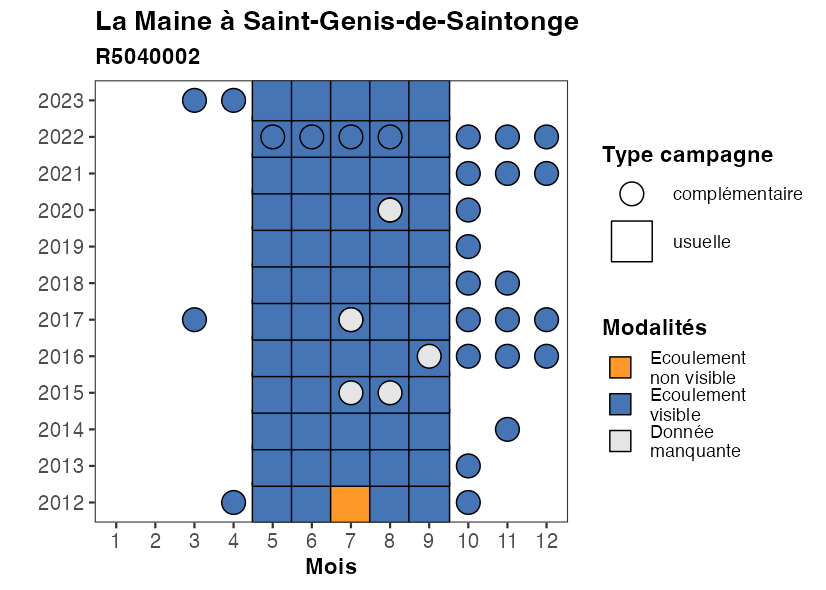 La Maine à Saint-Genis-de-Saintonge
R5040002
2023
2022
2021
2020
2019
2018
2017
2016
2015
2014
2013
2012
1 2 3 4 5 6 7 8 9 10 11 12
Mois
Type campagne
complémentaire
usuelle
Modalités
Ecoulement
non visible
Ecoulement
visible
Donnée
manquante